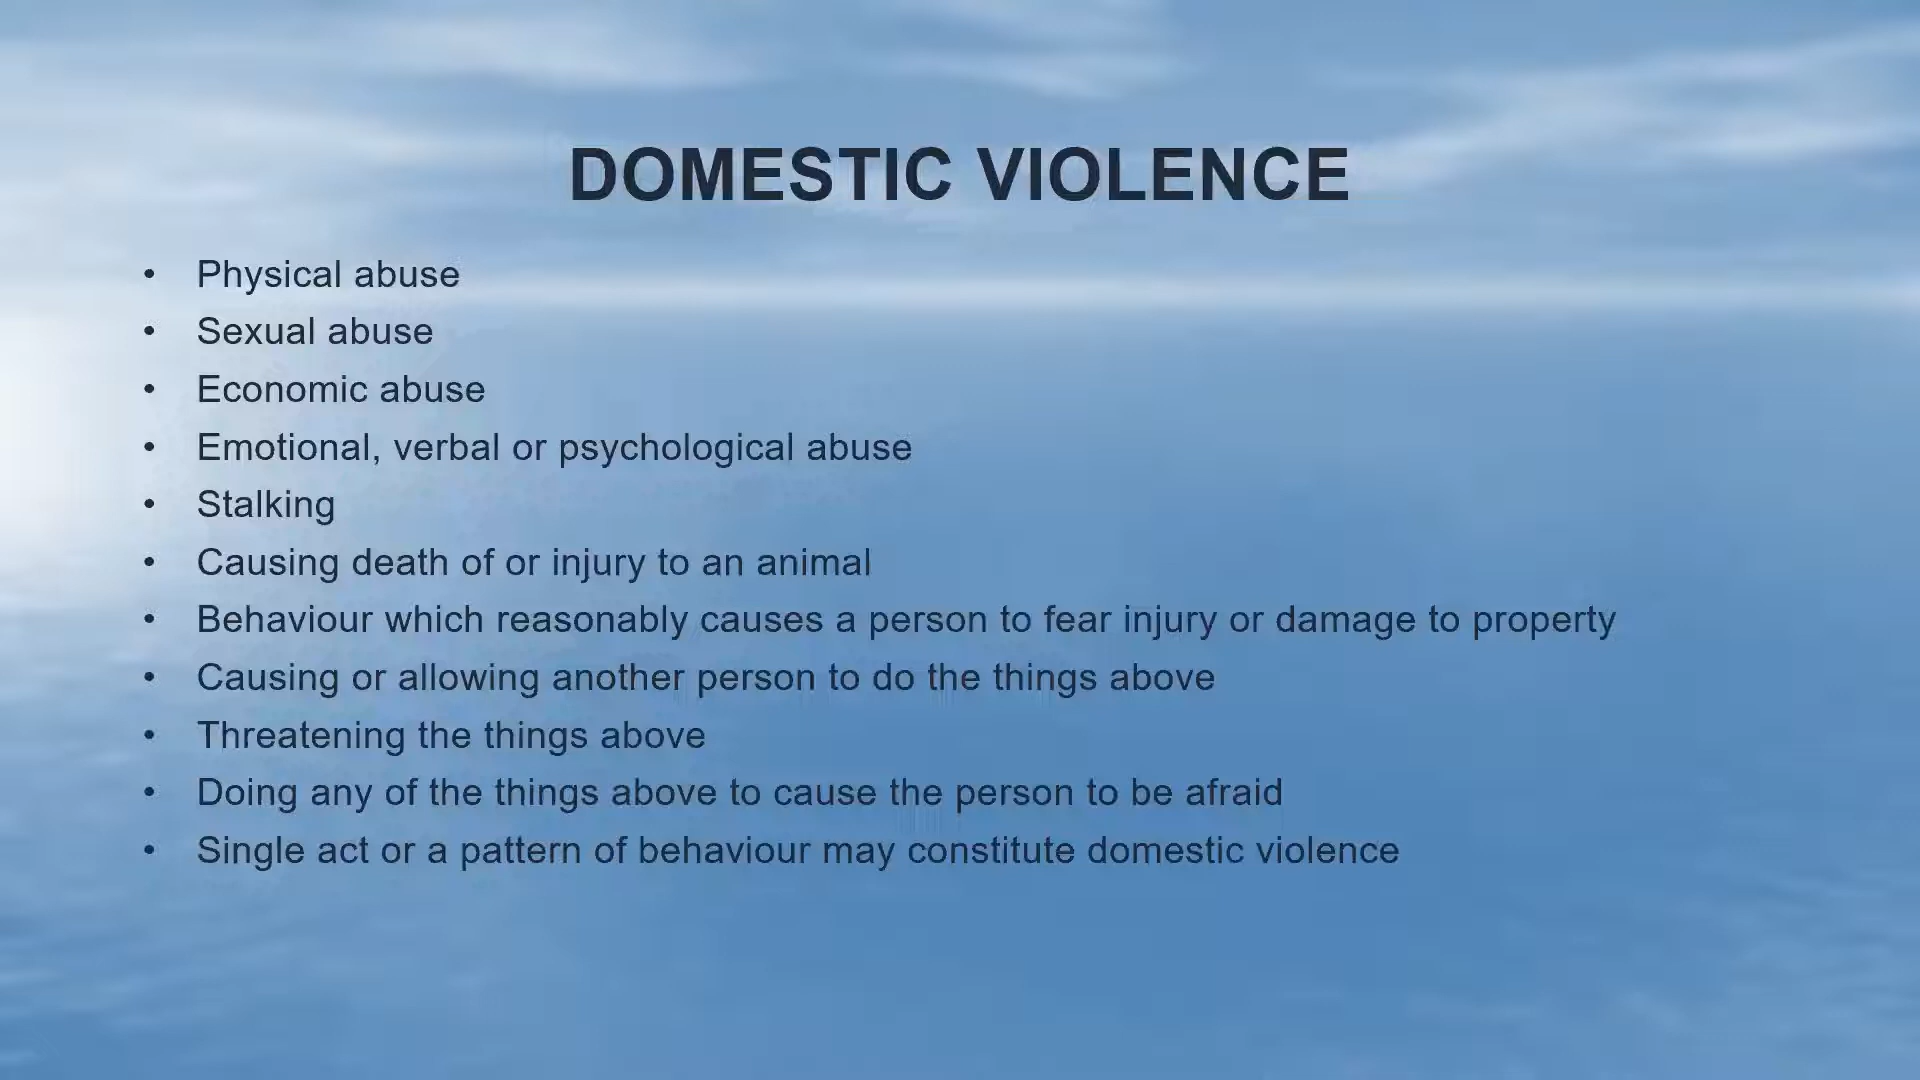 DOMESTIC VIOLENCE
• Physical abuse
• Sexual abuse
• Economic abuse
• Emotional, verbal or psychological abuse
• Stalking
• Causing death of or injury to an animal
• Behaviour which reasonably causes a person to fear injury or damage to property
• Causing or allowing another person to do the things above
• Threatening the things above
• Doing any of the things above to cause the person to be afraid
• Single act or a pattern of behaviour may constitute domestic violence